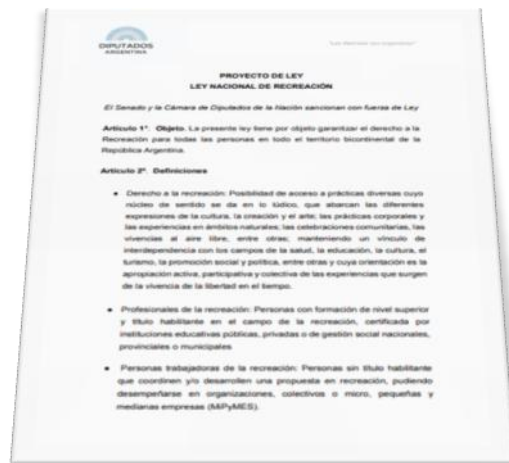 DIPUTADOS
ARGENTINA
PROYECTO DE LEY
LEY NACIONAL DE RECREACIÓN
El Senado y la Cámara de Diputados de la Nación sancionan con fuerza de Ley
Artículo 1°. Objeto. La presente ley tiene por objeto garantizar el derecho a la
Recreación para todas las personas en todo el territorio bicontinental de la
República Argentina.
Artículo 2º. Definiciones
• Derecho a la recreación: Posibilidad de acceso a prácticas diversas cuyo
núcleo de sentido se da en lo lúdico, que abarcan las diferentes
expresiones de la cultura, la creación y el arte; las prácticas corporales y
las experiencias en ámbitos naturales; las celebraciones comunitarias, las
vivencias al aire libre, entre otras; manteniendo un vínculo de
interdependencia con los campos de la salud, la educación, la cultura, el
turismo, la promoción social y política, entre otras y cuya orientación es la
apropiación activa, participativa y colectiva de las experiencias que surgen
de la vivencia de la libertad en el tiempo.
• Profesionales de la recreación: Personas con formación de nivel superior
y título habilitante en el campo de la recreación, certificada por
instituciones educativas públicas, privadas o de gestión social nacionales,
provinciales o municipales.
• Personas trabajadoras de la recreación: Personas sin título habilitante
que coordinen y/o desarrollen una propuesta en recreación, pudiendo
desempeñarse en organizaciones, colectivos o micro, pequeñas y
medianas empresas (MiPyMES).